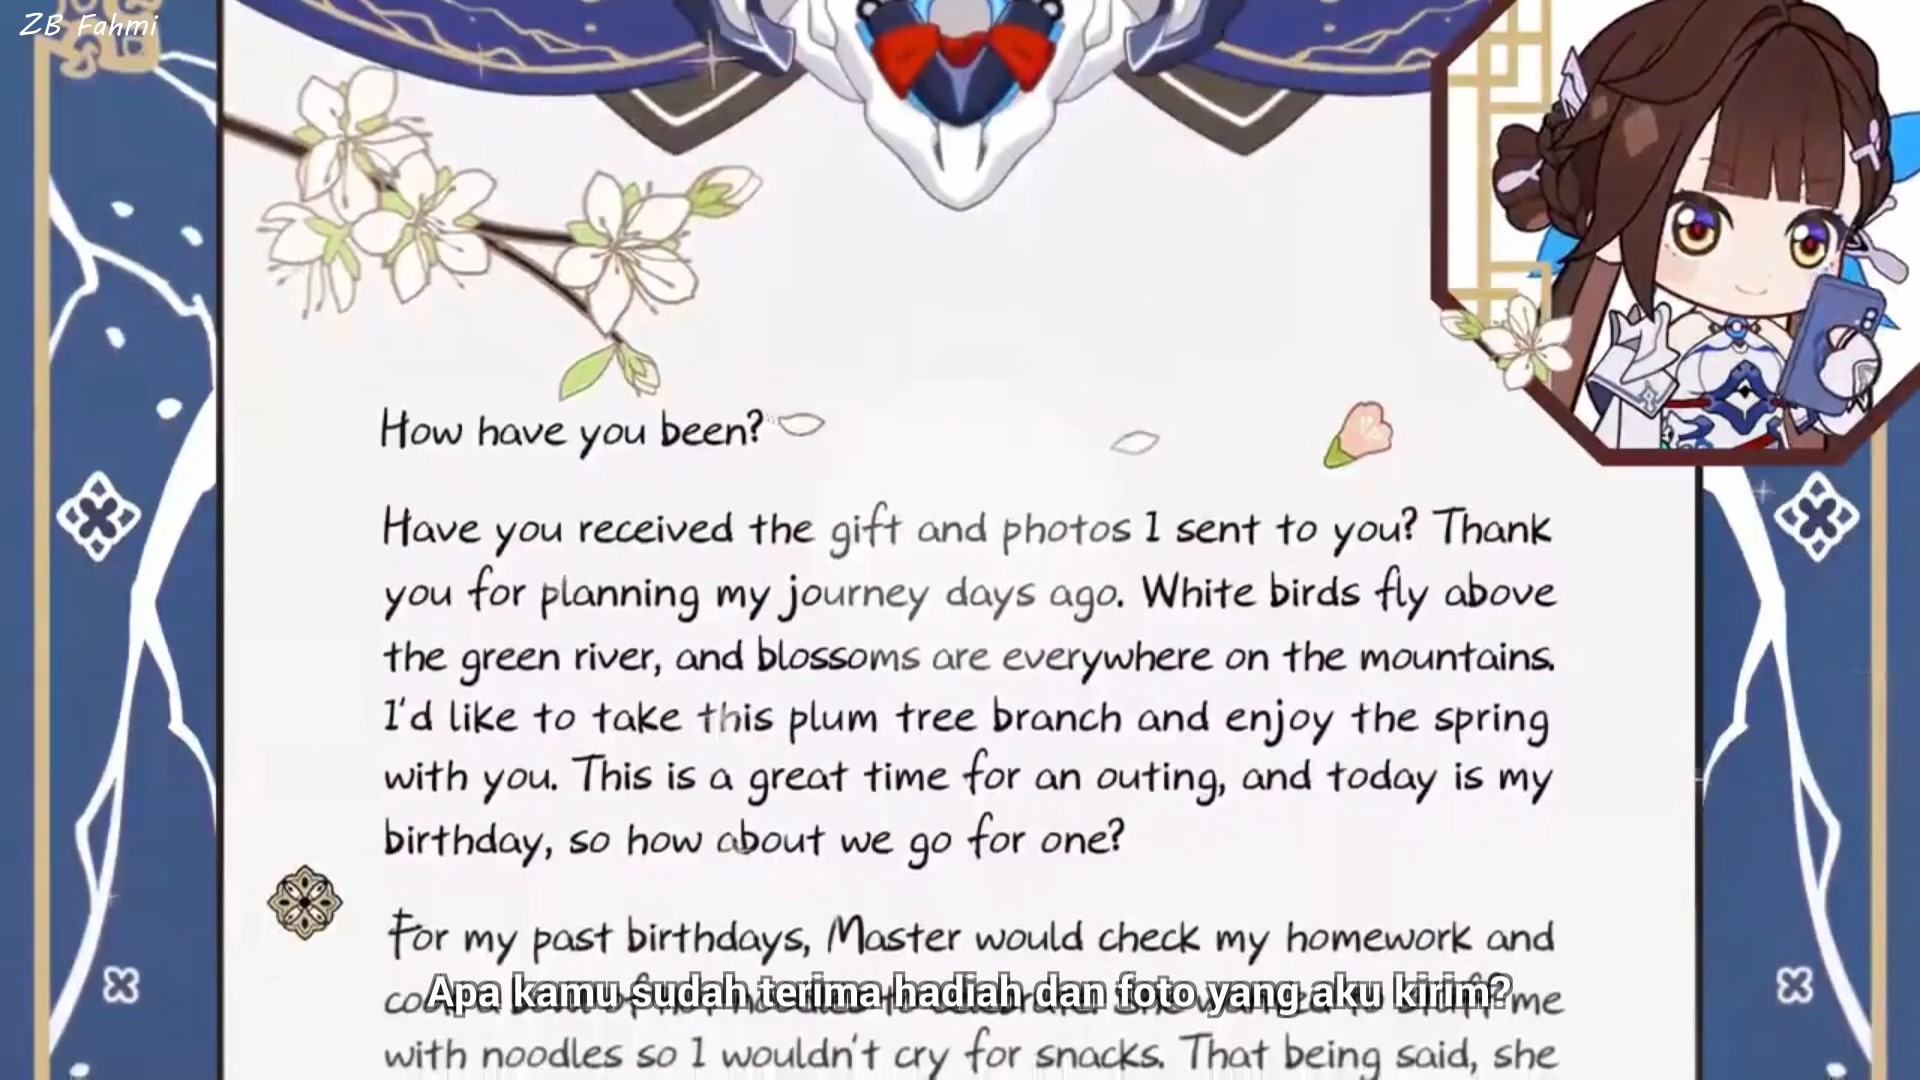 ZB Fahmi
How have you been?
Have you received the gift and photos I sent to you? Thank
you for planning my journey days ago. White birds fly above
the green river, and blossoms are everywhere on the mountains.
I'd like to take this plum tree branch and enjoy the spring
with you. This is a great time for an outing, and today is my
birthday, so how about we go for one?
For my past birthdays, Master would check my homework and
me
Apa kamu sudah terima hadiah dan foto yang aku kirim?
with noodles so I wouldn't cry for snacks. That being said, she